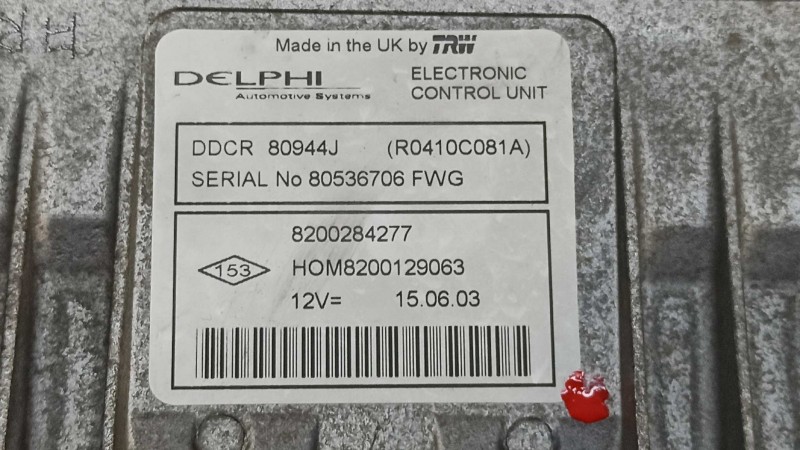 Made in the UK by TRW
DELPHI
Automotive Systems
ELECTRONIC
CONTROL UNIT
DDCR 80944J (R0410C081A)
SERIAL No 80536706 FWG
8200284277
153 HOM8200129063
12V= 15.06.03